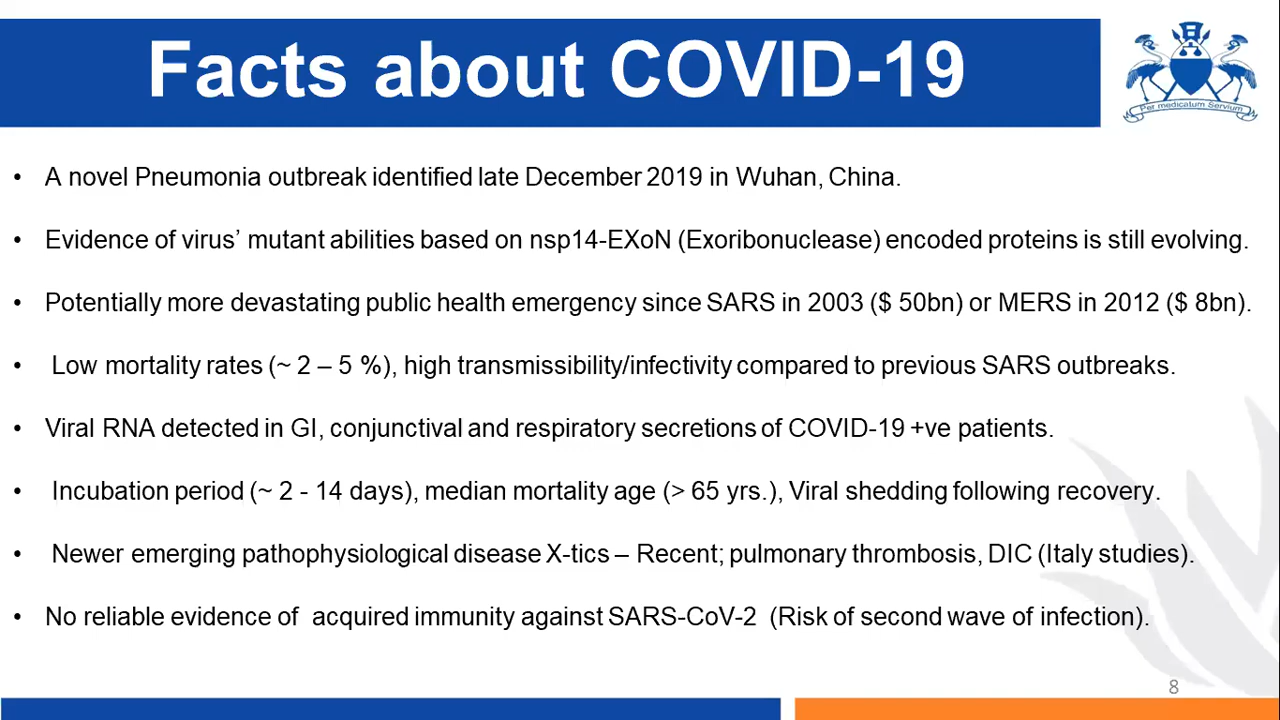 Facts about COVID-19
Per medicatum Servium
• A novel Pneumonia outbreak identified late December 2019 in Wuhan, China.
• Evidence of virus’ mutant abilities based on nsp14-EXoN (Exoribonuclease) encoded proteins is still evolving.
• Potentially more devastating public health emergency since SARS in 2003 ($ 50bn) or MERS in 2012 ($ 8bn).
• Low mortality rates (~ 2 – 5 %), high transmissibility/infectivity compared to previous SARS outbreaks.
• Viral RNA detected in GI, conjunctival and respiratory secretions of COVID-19 +ve patients.
• Incubation period (~ 2 - 14 days), median mortality age (> 65 yrs.), Viral shedding following recovery.
• Newer emerging pathophysiological disease X-tics – Recent; pulmonary thrombosis, DIC (Italy studies).
• No reliable evidence of  acquired immunity against SARS-CoV-2  (Risk of second wave of infection).
8